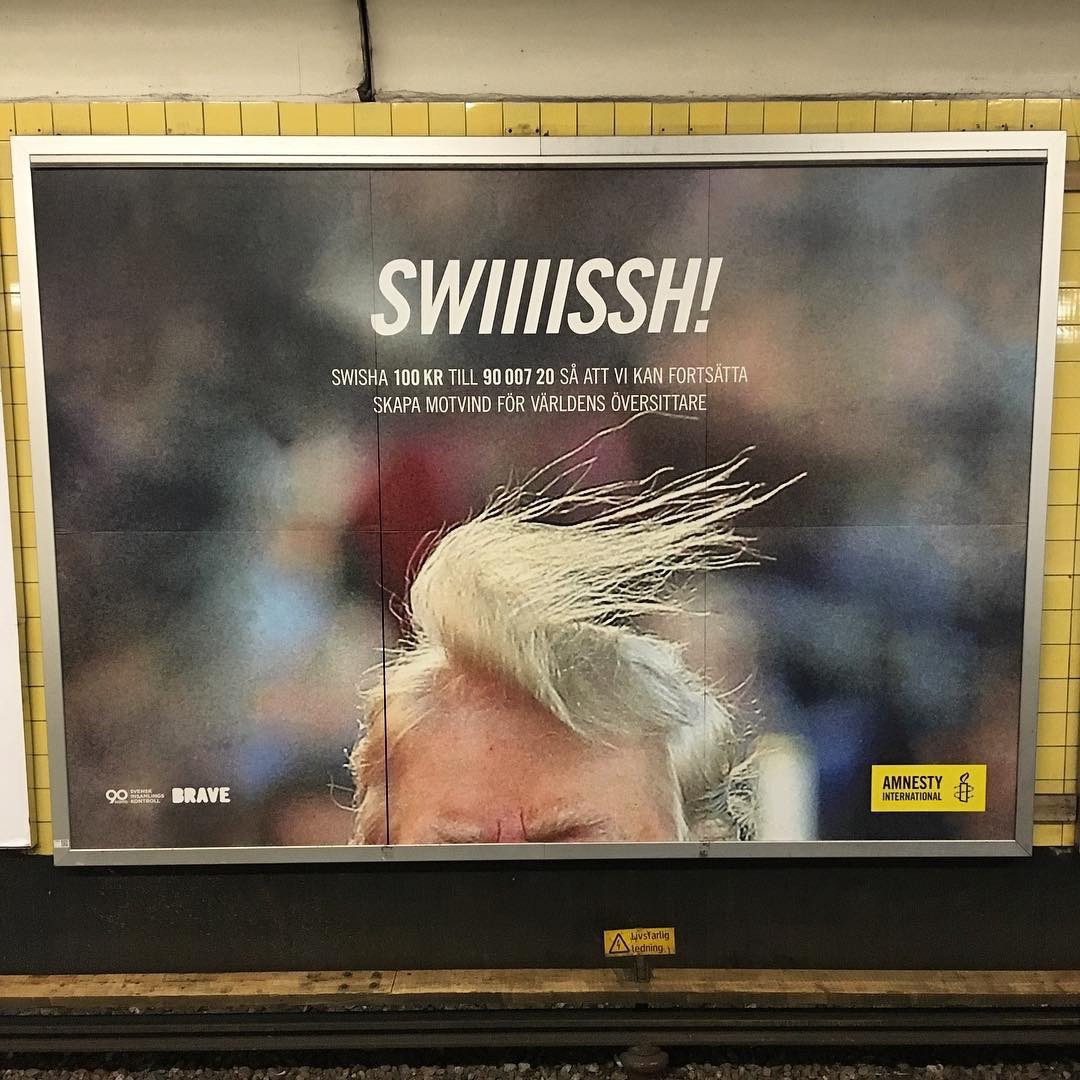 SWIIIISSH!
SWISHA 100 KR TILL 90 007 20 SÅ ATT VI KAN FORTSÄTTA
SKAPA MOTVIND FÖR VÄRLDENS ÖVERSITTARE
90
SVENSK
INSAMLINGS
KONTROLL
BRAVE
AMNESTY
INTERNATIONAL
Livsfarlig
ledning